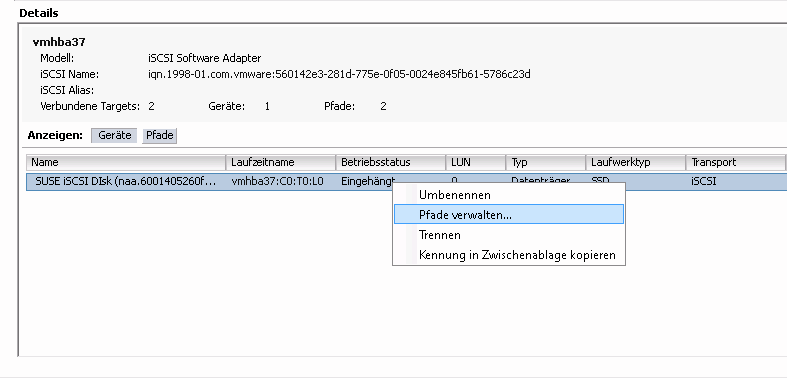 Details
vmhba37
Modell: iSCSI Software Adapter
iSCSI Name: iqn.1998-01.com.vmware:560142e3-281d-775e-0f05-0024e845fb61-5786c23d
iSCSI Alias:
Verbundene Targets: 2 Geräte: 1 Pfade: 2
Anzeigen: Geräte Pfade
Name Laufzeitname Betriebsstatus LUN Typ Laufwerktyp Transport
SUSE iSCSI DIsk (naa.6001405260f... vmhba37:C0:T0:L0 Eingehängt 0 Datenträger SSD iSCSI
Umbenennen
Pfade verwalten...
Trennen
Kennung in Zwischenablage kopieren